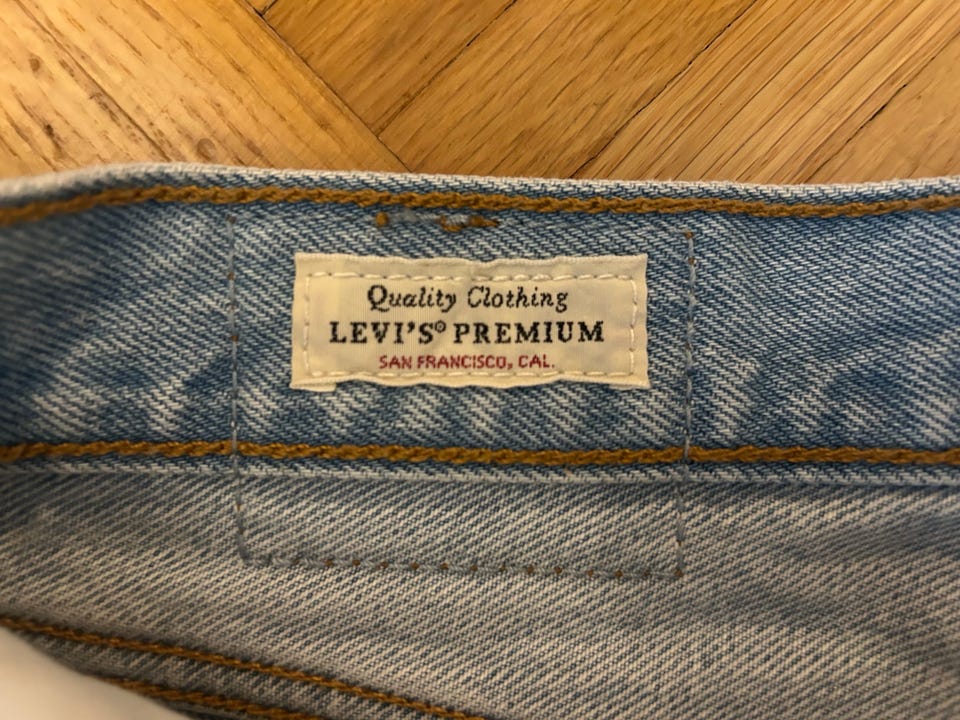 Quality Clothing
LEVI'S® PREMIUM
SAN FRANCISCO, CAL.